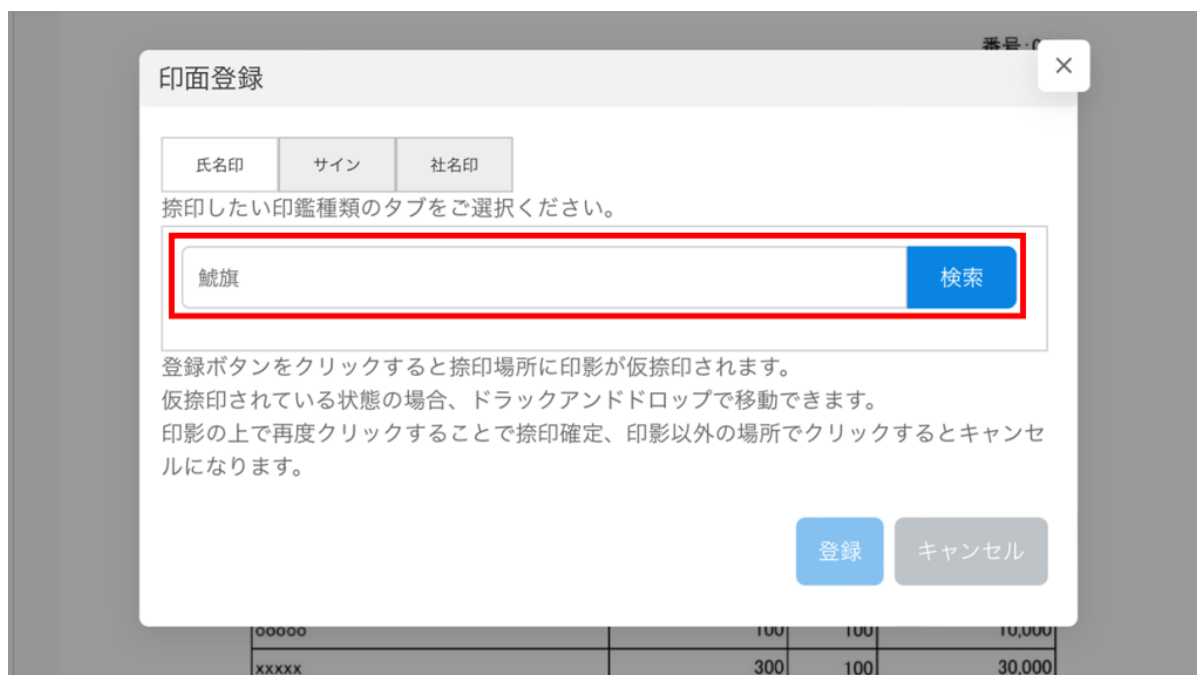 番号:0
印面登録
×
氏名印 サイン 社名印
捺印したい印鑑種類のタブをご選択ください。
鯱旗 検索
登録ボタンをクリックすると捺印場所に印影が仮捺印されます。
仮捺印されている状態の場合、ドラックアンドドロップで移動できます。
印影の上で再度クリックすることで捺印確定、印影以外の場所でクリックするとキャンセ
ルになります。
登録 キャンセル
ooooo 100 100 10,000
xxxxx 300 100 30,000